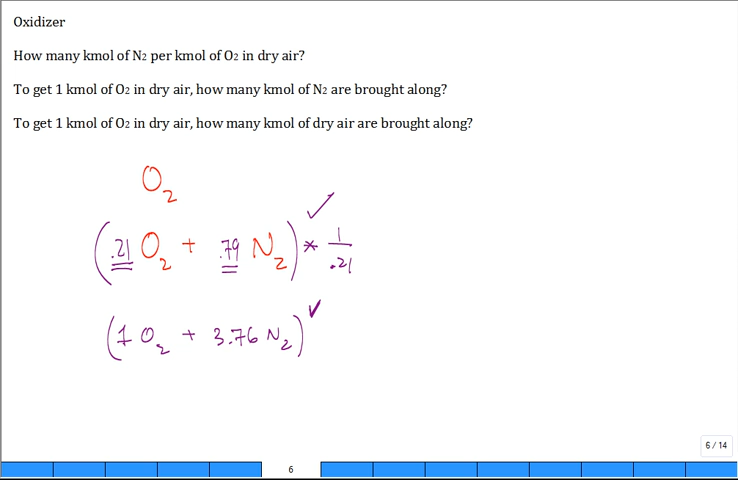 Oxidizer
How many kmol of N₂ per kmol of O₂ in dry air?
To get 1 kmol of O₂ in dry air, how many kmol of N₂ are brought along?
To get 1 kmol of O₂ in dry air, how many kmol of dry air are brought along?
O₂
(.21 O₂ + .79 N₂) * 1/.21
(1 O₂ + 3.76 N₂)
6 / 14
6